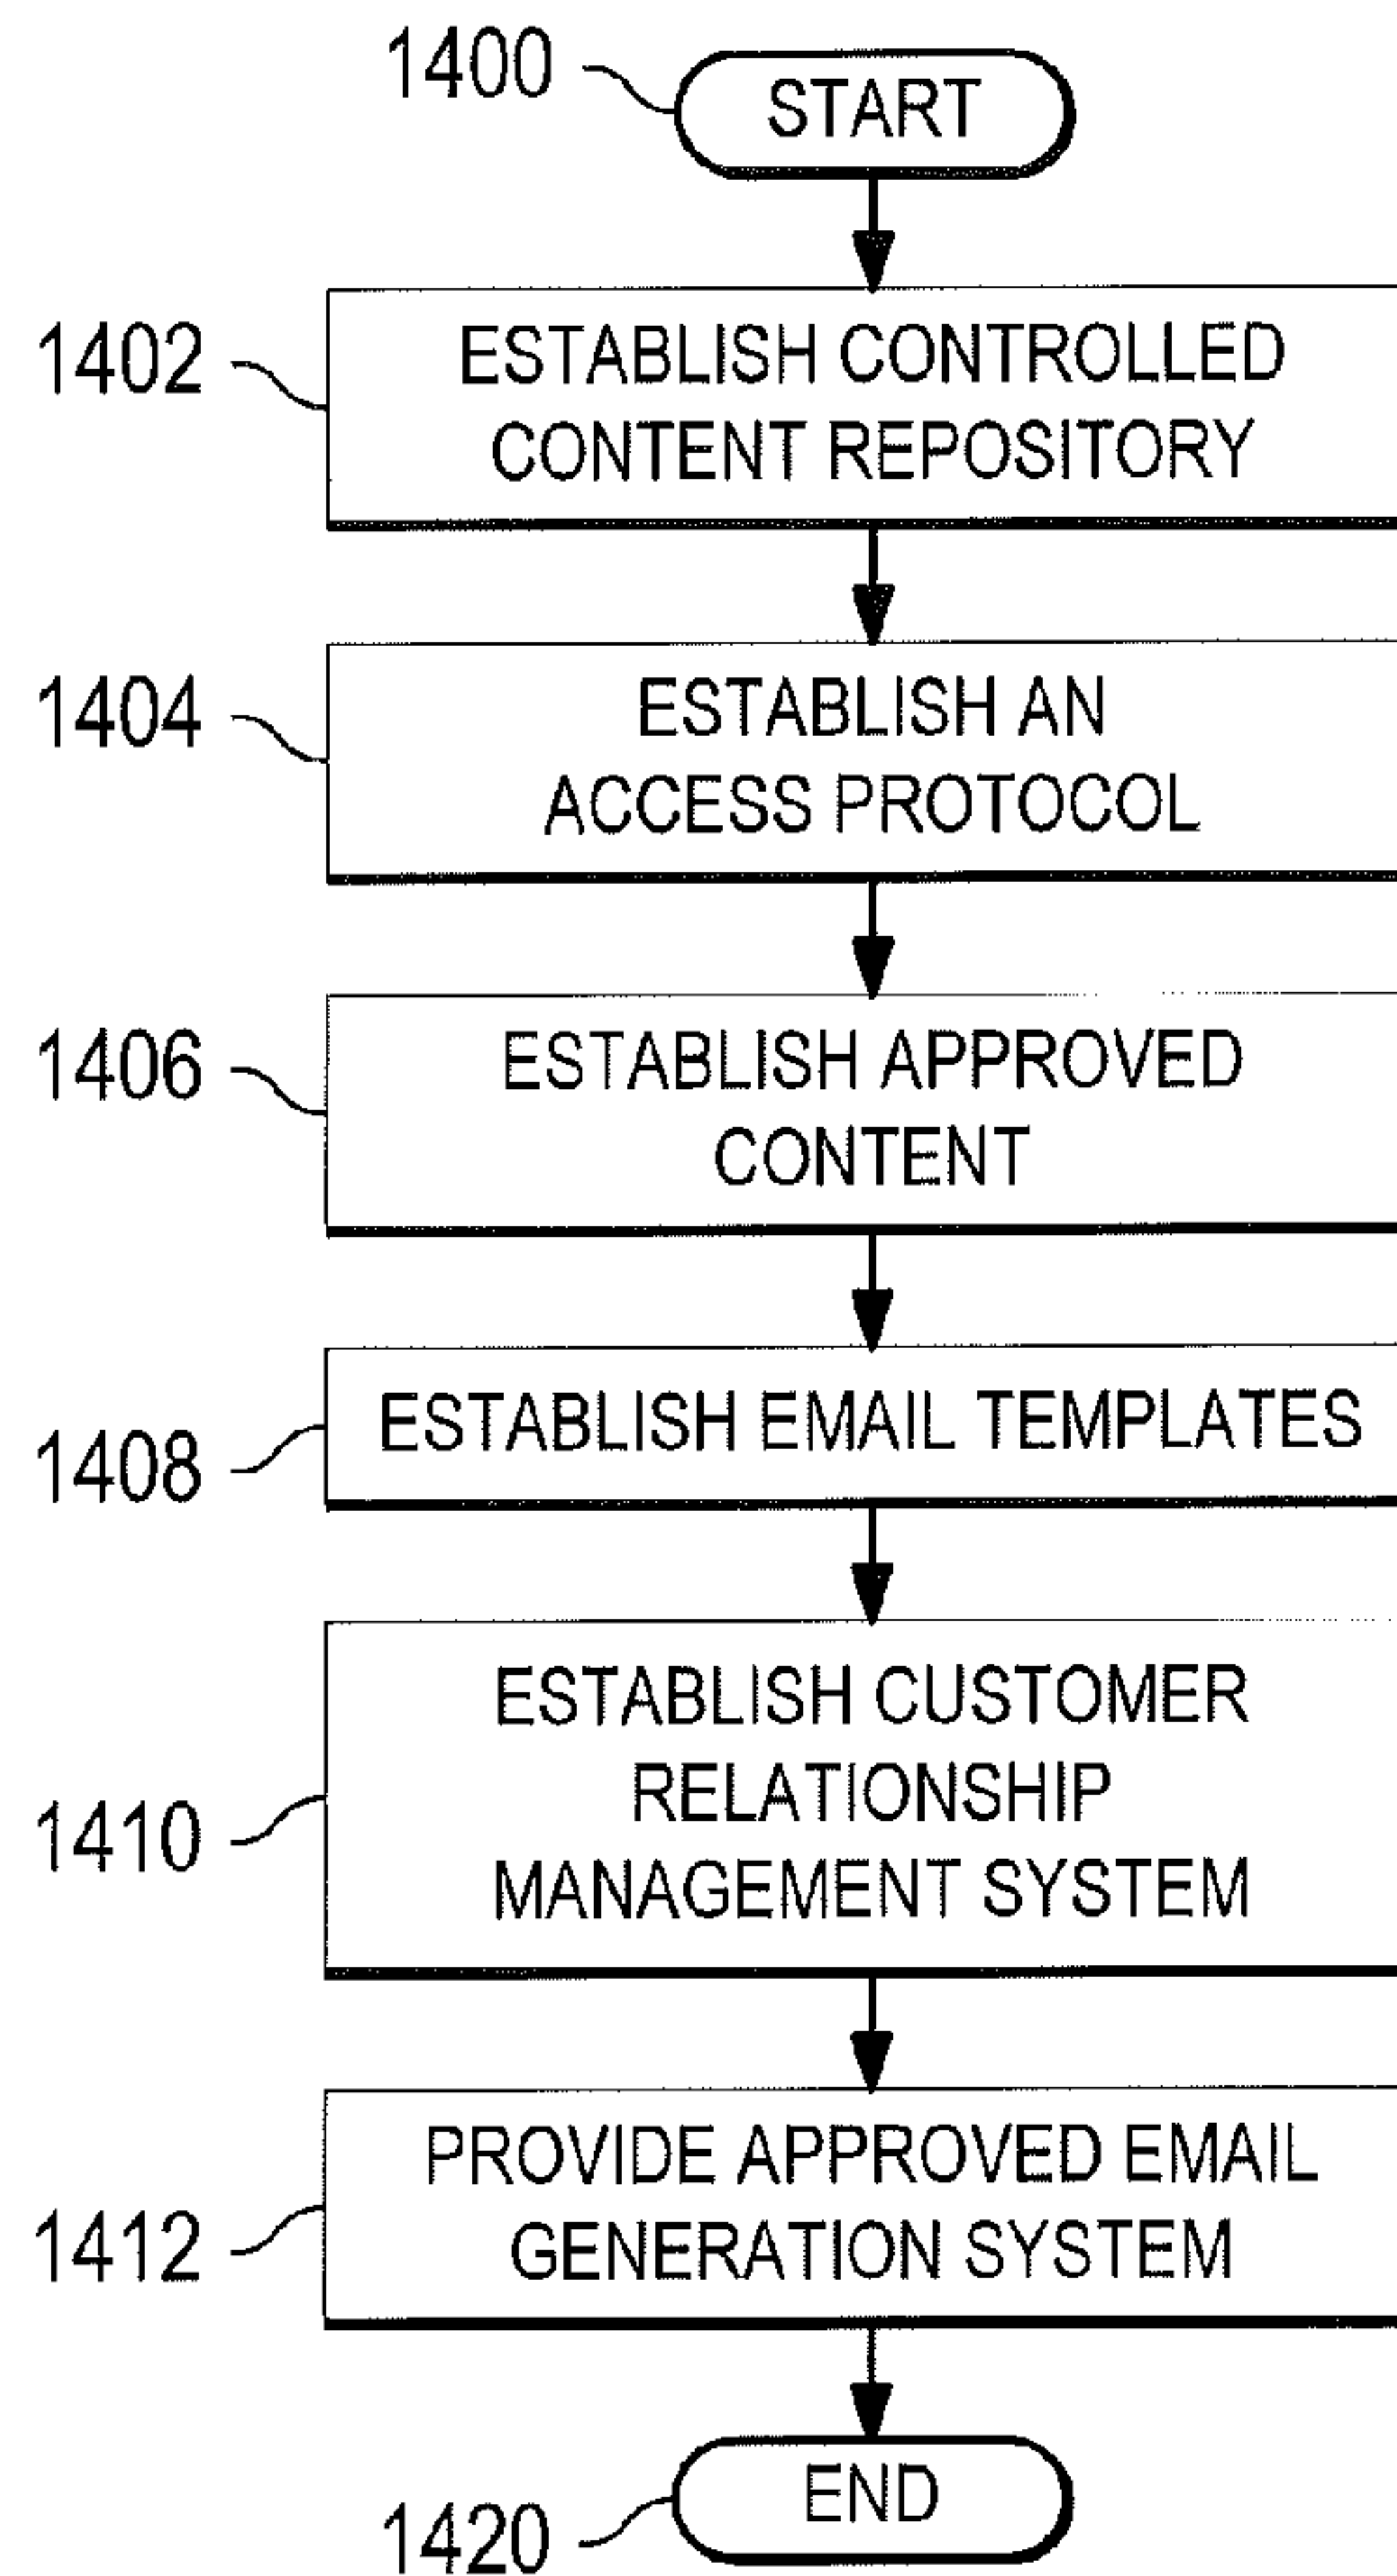 1400
START
1402
ESTABLISH CONTROLLED
CONTENT REPOSITORY
1404
ESTABLISH AN
ACCESS PROTOCOL
1406
ESTABLISH APPROVED
CONTENT
1408
ESTABLISH EMAIL TEMPLATES
1410
ESTABLISH CUSTOMER
RELATIONSHIP
MANAGEMENT SYSTEM
1412
PROVIDE APPROVED EMAIL
GENERATION SYSTEM
1420
END